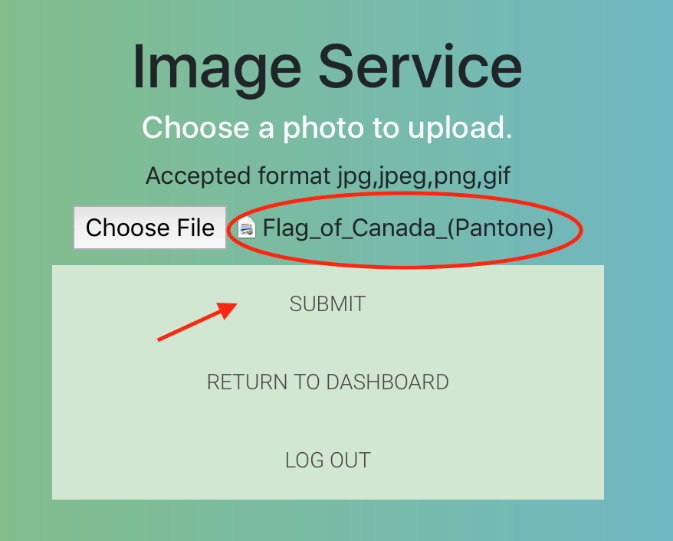 Image Service
Choose a photo to upload.
Accepted format jpg,jpeg,png,gif
Choose File Flag_of_Canada_(Pantone)
SUBMIT
RETURN TO DASHBOARD
LOG OUT